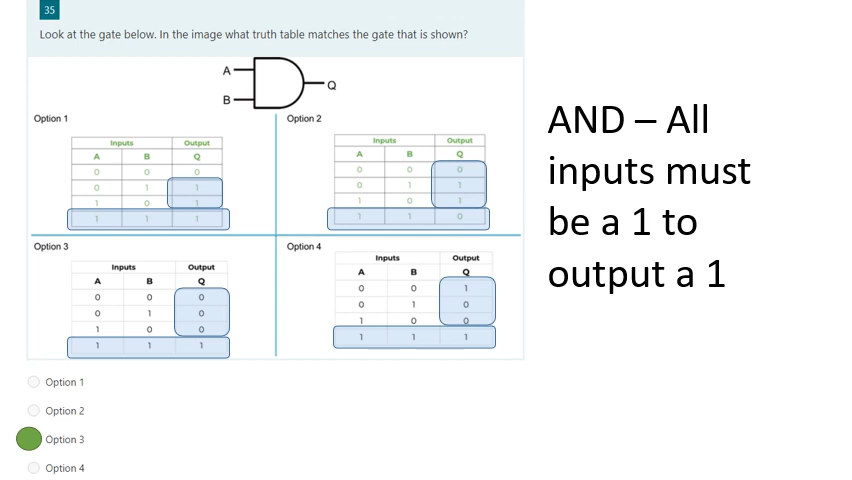 35
Look at the gate below. In the image what truth table matches the gate that is shown?
A
B
Q
Option 1
Inputs Output
A B Q
0 0 0
0 1 1
1 0 1
1 1 1
Option 2
Inputs Output
A B Q
0 0 0
0 1 1
1 0 1
1 1 0
Option 3
Inputs Output
A B Q
0 0 0
0 1 0
1 0 0
1 1 1
Option 4
Inputs Output
A B Q
0 0 1
0 1 0
1 0 0
1 1 1
AND – All
inputs must
be a 1 to
output a 1
Option 1
Option 2
Option 3
Option 4